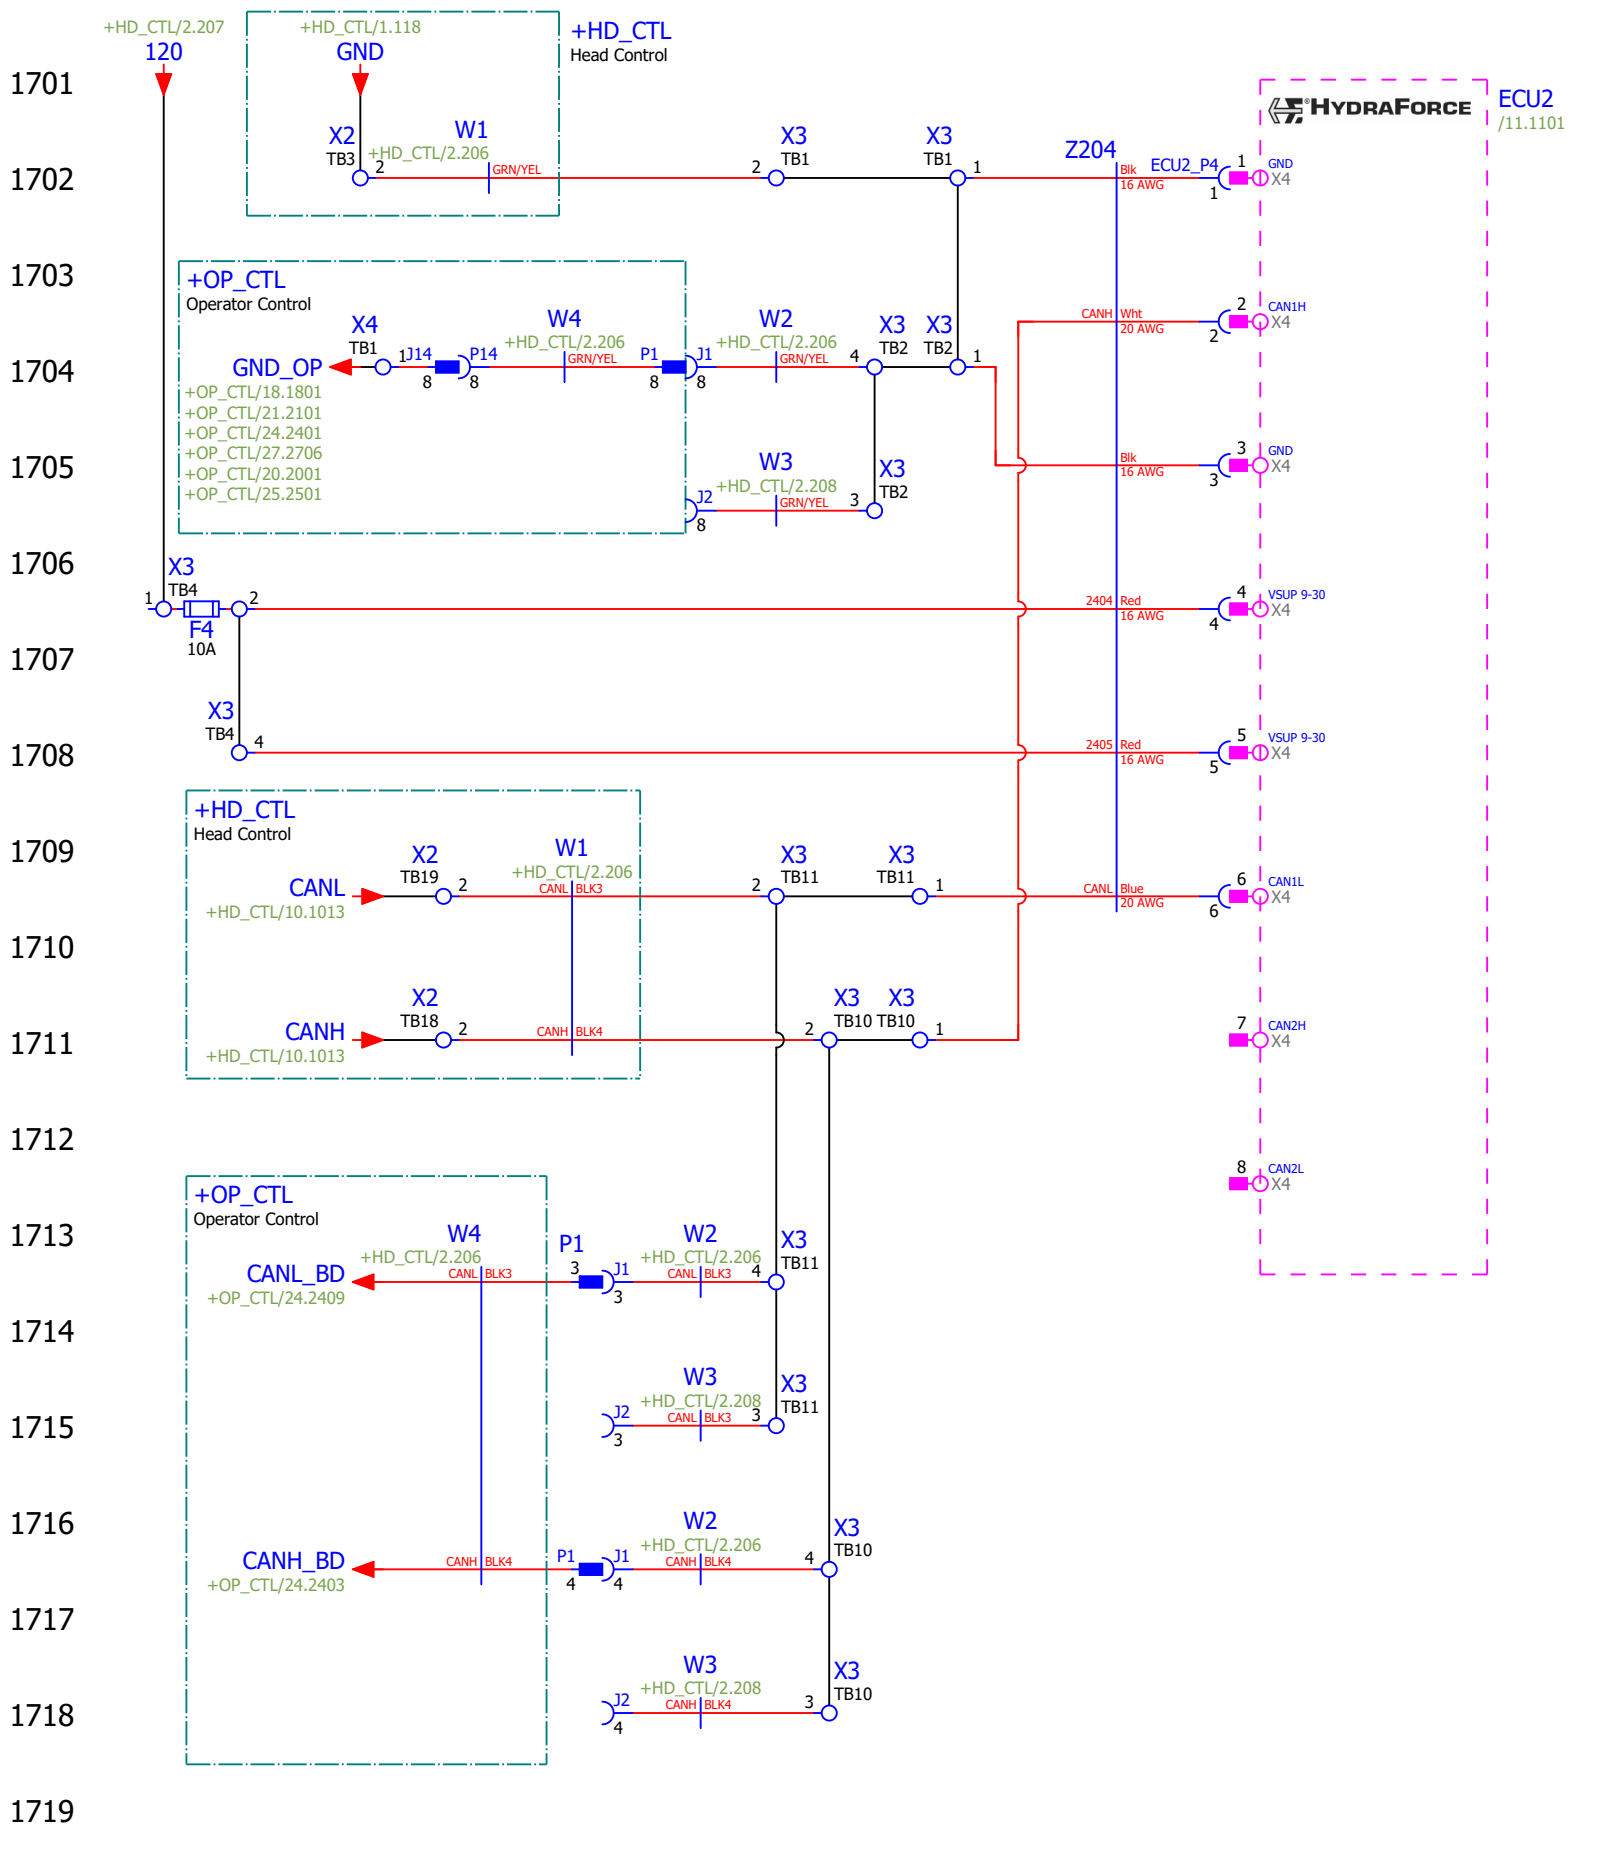 +HD_CTL/2.207
120
+HD_CTL/1.118
GND
+HD_CTL
Head Control
1701
HYDRAFORCE
ECU2
/11.1101
X2
TB3
2
W1
+HD_CTL/2.206
GRN/YEL
X3
TB1
2
X3
TB1
1
Z204
Blk
16 AWG
ECU2_P4
1
1
GND
X4
1702
1703
+OP_CTL
Operator Control
CANH
Wht
20 AWG
2
2
CAN1H
X4
X4
TB1
1
J14
8
P14
8
W4
+HD_CTL/2.206
GRN/YEL
P1
8
J1
8
W2
+HD_CTL/2.206
GRN/YEL
X3
TB2
4
X3
TB2
1
1704
GND_OP
+OP_CTL/18.1801
+OP_CTL/21.2101
+OP_CTL/24.2401
+OP_CTL/27.2706
+OP_CTL/20.2001
+OP_CTL/25.2501
1705
Blk
16 AWG
3
3
GND
X4
J2
8
W3
+HD_CTL/2.208
GRN/YEL
X3
TB2
3
1706
X3
TB4
1
F4
10A
2
2404
Red
16 AWG
4
4
VSUP 9-30
X4
1707
X3
TB4
4
1708
2405
Red
16 AWG
5
5
VSUP 9-30
X4
+HD_CTL
Head Control
1709
CANL
+HD_CTL/10.1013
X2
TB19
2
W1
+HD_CTL/2.206
CANL
BLK3
X3
TB11
2
X3
TB11
1
CANL
Blue
20 AWG
6
6
CAN1L
X4
1710
1711
CANH
+HD_CTL/10.1013
X2
TB18
2
CANH
BLK4
X3
TB10
2
X3
TB10
1
7
CAN2H
X4
1712
8
CAN2L
X4
+OP_CTL
Operator Control
1713
CANL_BD
+OP_CTL/24.2409
W4
+HD_CTL/2.206
CANL
BLK3
P1
3
J1
3
W2
+HD_CTL/2.206
CANL
BLK3
4
X3
TB11
1714
1715
J2
3
W3
+HD_CTL/2.208
CANL
BLK3
3
X3
TB11
1716
CANH_BD
+OP_CTL/24.2403
CANH
BLK4
P1
4
J1
4
W2
+HD_CTL/2.206
CANH
BLK4
4
X3
TB10
1717
1718
J2
4
W3
+HD_CTL/2.208
CANH
BLK4
3
X3
TB10
1719